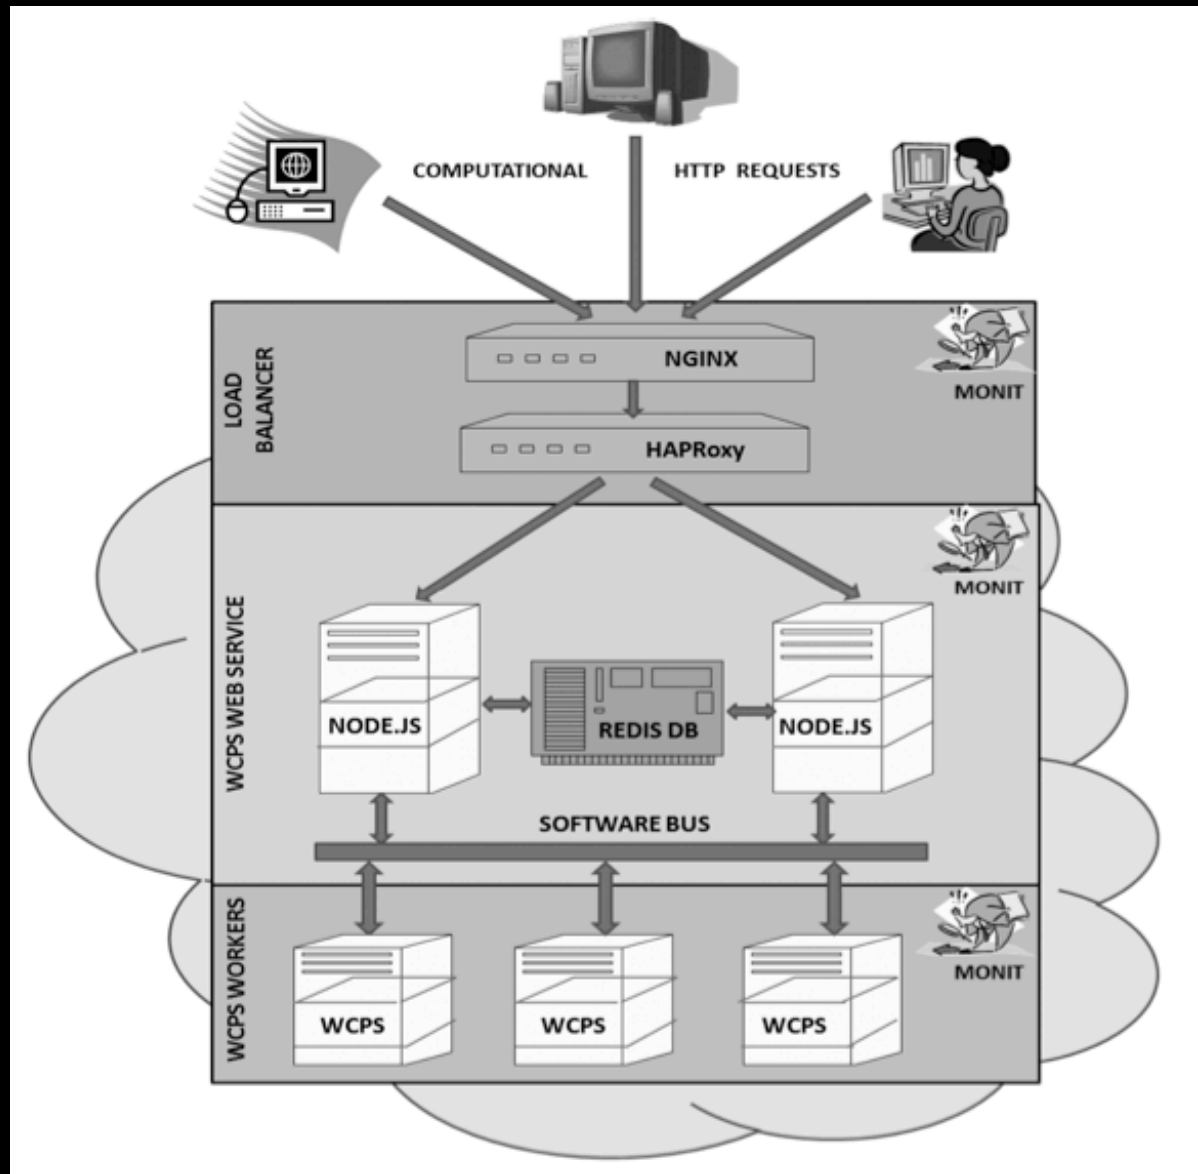 COMPUTATIONAL
HTTP REQUESTS
LOAD
BALANCER
NGINX
MONIT
HAPRoxy
WCPS WEB SERVICE
MONIT
NODE.JS
REDIS DB
NODE.JS
SOFTWARE BUS
WCPS WORKERS
MONIT
WCPS
WCPS
WCPS